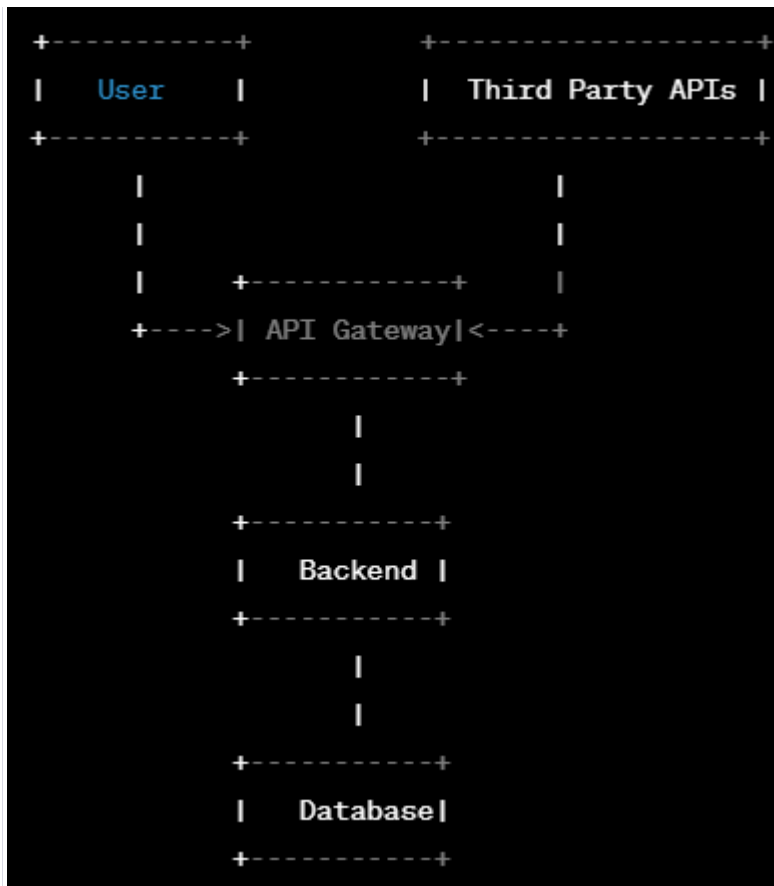 +-----------+ +-------------------+
| User | | Third Party APIs |
+-----------+ +-------------------+
| |
| |
| +------------+ |
+---->| API Gateway|<----+
+------------+
|
|
+-----------+
| Backend |
+-----------+
|
|
+-----------+
| Database|
+-----------+